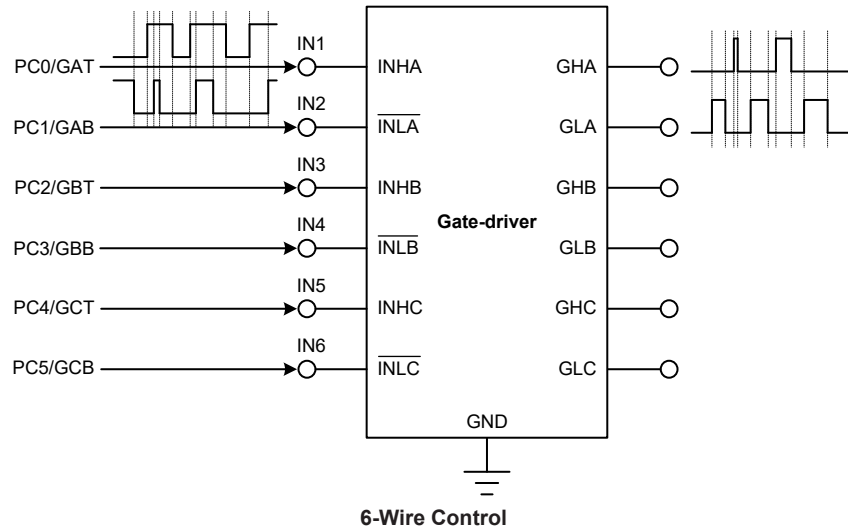 IN1
PC0/GAT
INHA
GHA
IN2
PC1/GAB
INLA
GLA
IN3
PC2/GBT
INHB
GHB
Gate-driver
IN4
PC3/GBB
INLB
GLB
IN5
PC4/GCT
INHC
GHC
IN6
PC5/GCB
INLC
GLC
GND
6-Wire Control